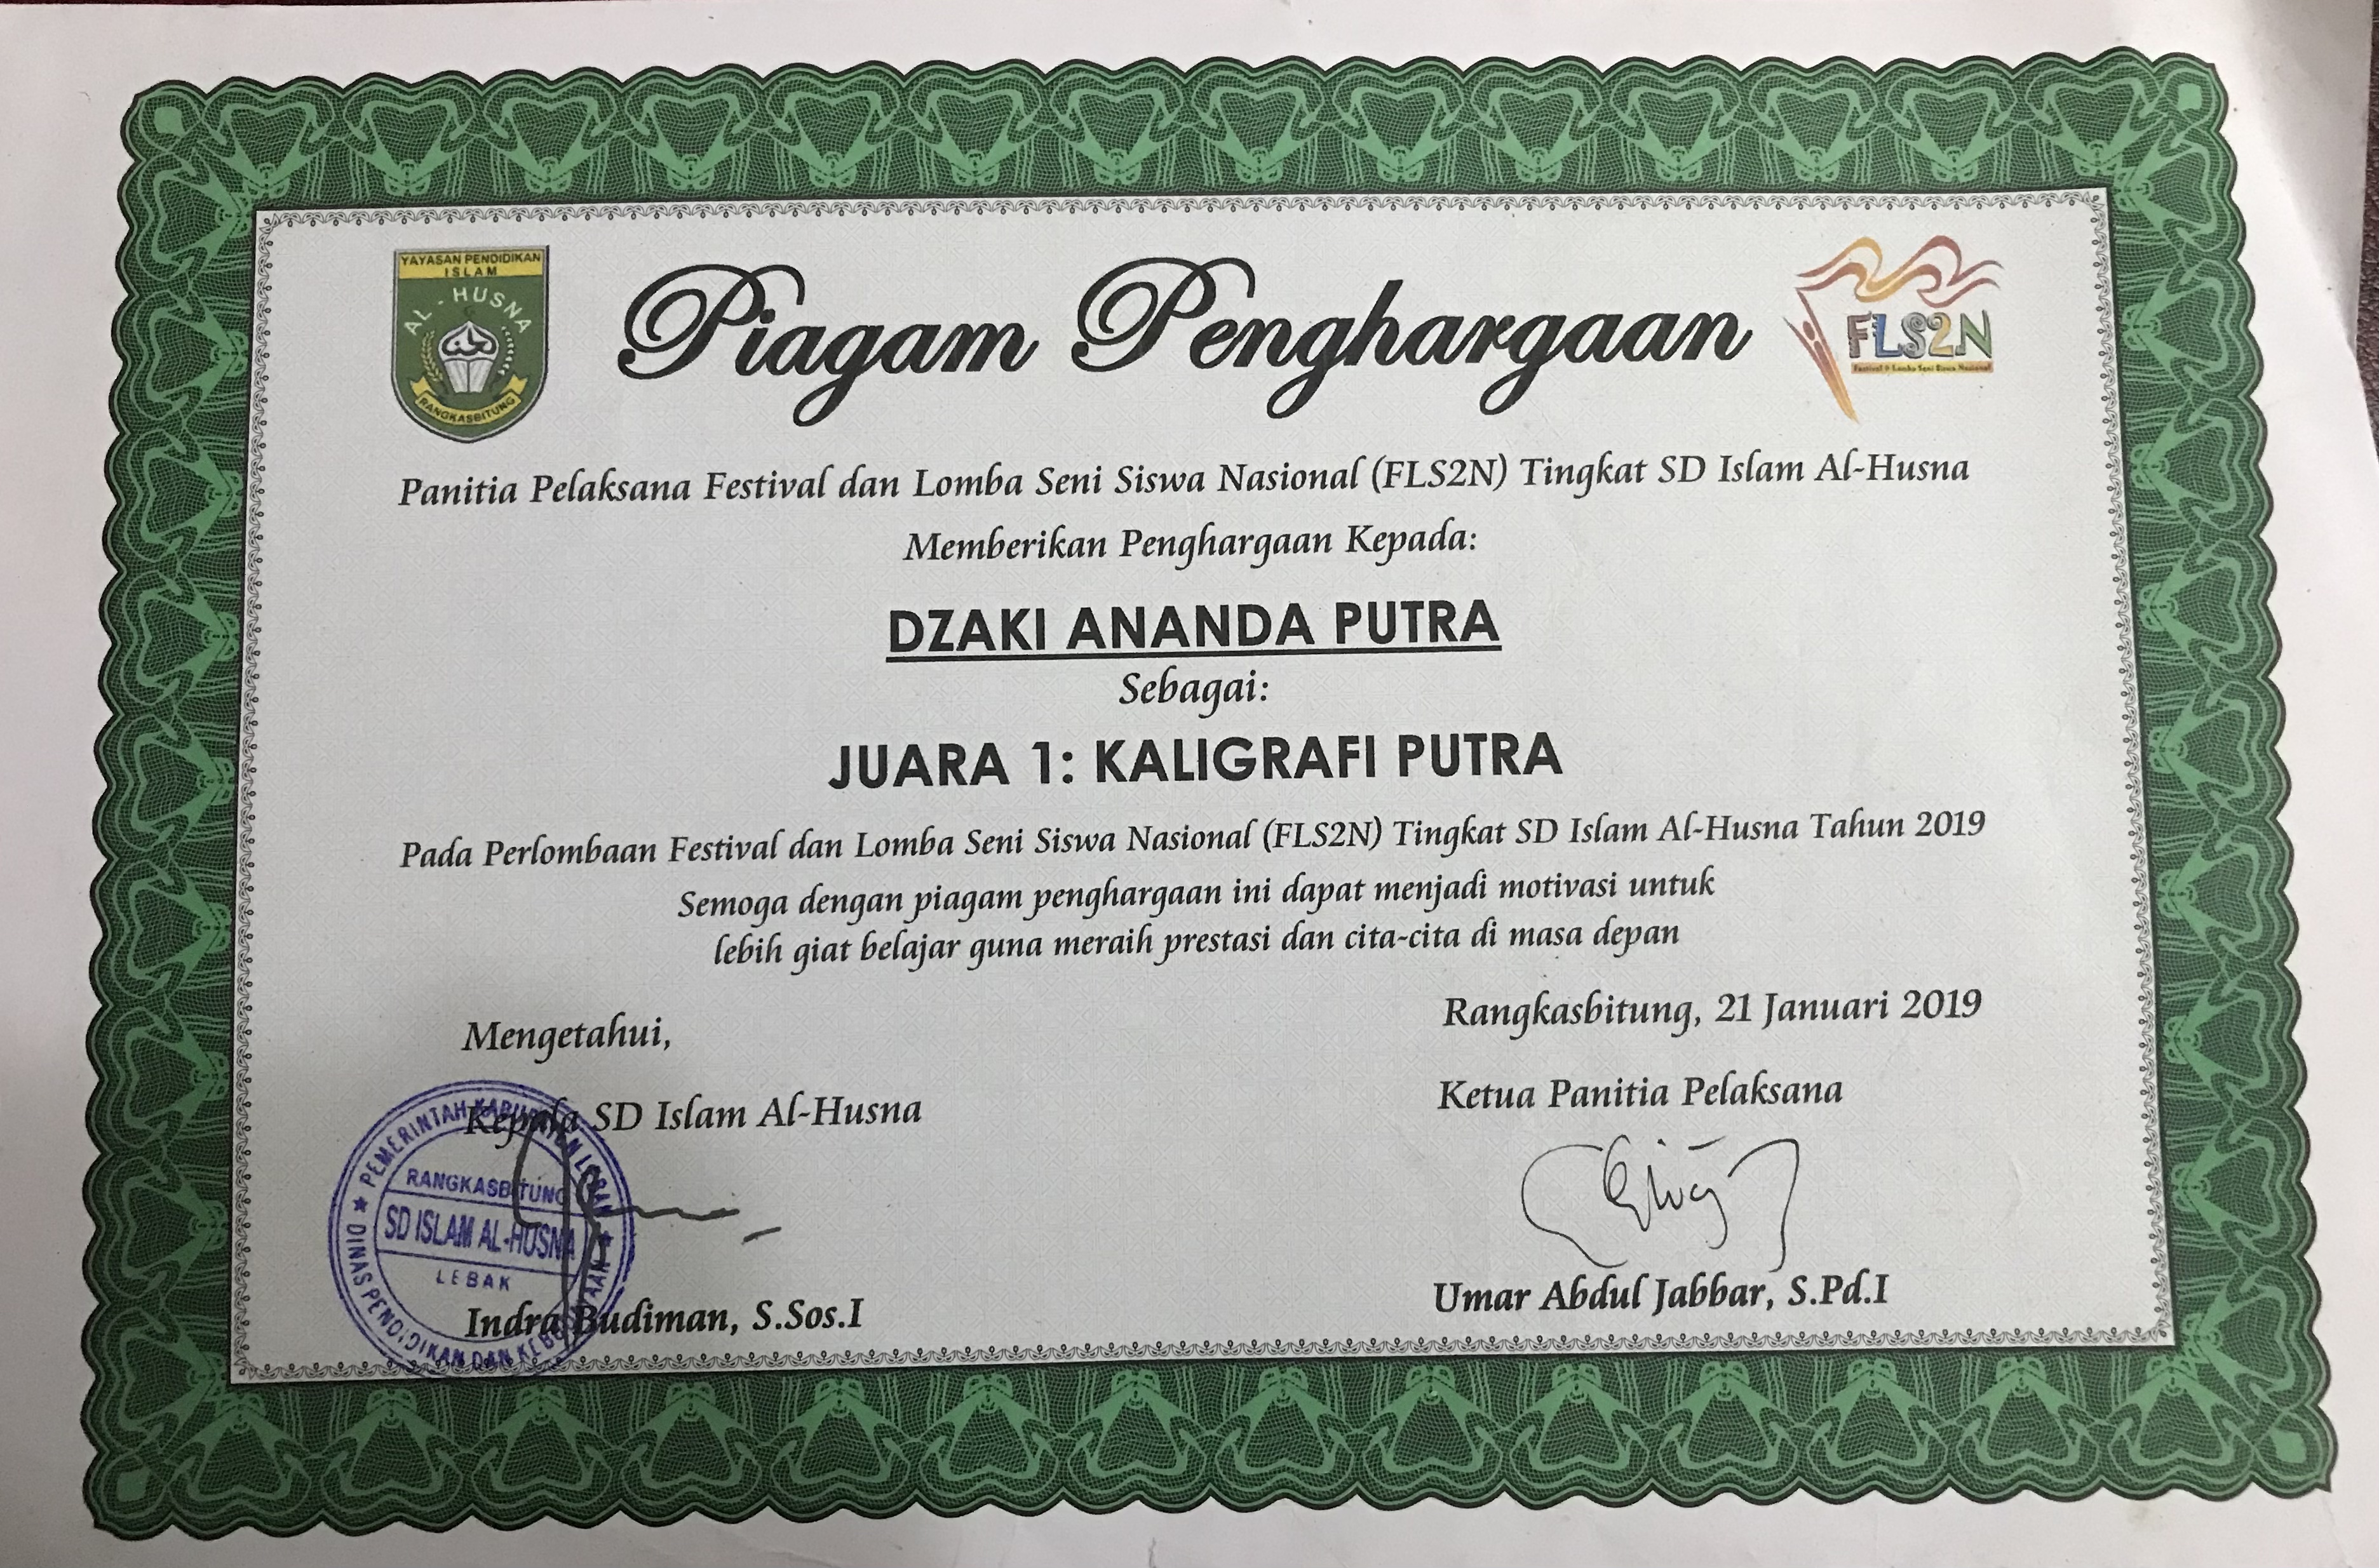 YAYASAN PENDIDIKAN
ISLAM
AL-HUSNA
RANGKASBITUNG
Piagam Penghargaan
FLS2N
Festival & Lomba Seni Siswa Nasional
Panitia Pelaksana Festival dan Lomba Seni Siswa Nasional (FLS2N) Tingkat SD Islam Al-Husna
Memberikan Penghargaan Kepada:
DZAKI ANANDA PUTRA
Sebagai:
JUARA 1: KALIGRAFI PUTRA
Pada Perlombaan Festival dan Lomba Seni Siswa Nasional (FLS2N) Tingkat SD Islam Al-Husna Tahun 2019
Semoga dengan piagam penghargaan ini dapat menjadi motivasi untuk
lebih giat belajar guna meraih prestasi dan cita-cita di masa depan
Rangkasbitung, 21 Januari 2019
Mengetahui,
Kepala SD Islam Al-Husna
Ketua Panitia Pelaksana
PEMERINTAH KABUPATEN LEBAK
RANGKASBITUNG
SD ISLAM AL-HUSNA
LEBAK
DINAS PENDIDIKAN DAN KEBUDAYAAN
Indra Budiman, S.Sos.I
Umar Abdul Jabbar, S.Pd.I